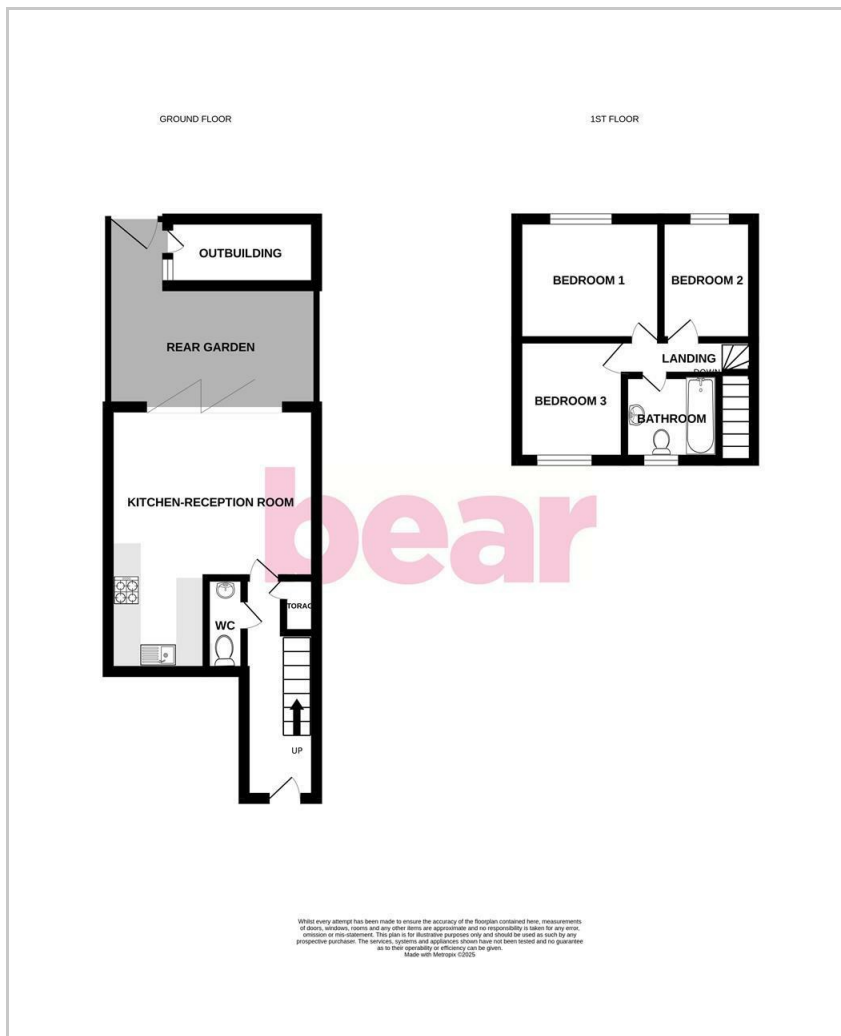 GROUND FLOOR
1ST FLOOR
OUTBUILDING
REAR GARDEN
KITCHEN-RECEPTION ROOM
WC
TORAC
UP
BEDROOM 1
BEDROOM 2
LANDING
DOWN
BEDROOM 3
BATHROOM
bear
Whilst every attempt has been made to ensure the accuracy of the floorplan contained here, measurements
of doors, windows, rooms and any other items are approximate and no responsibility is taken for any error,
omission or mis-statement. This plan is for illustrative purposes only and should be used as such by any
prospective purchaser. The services, systems and appliances shown have not been tested and no guarantee
as to their operability or efficiency can be given.
Made with Metropix ©2025